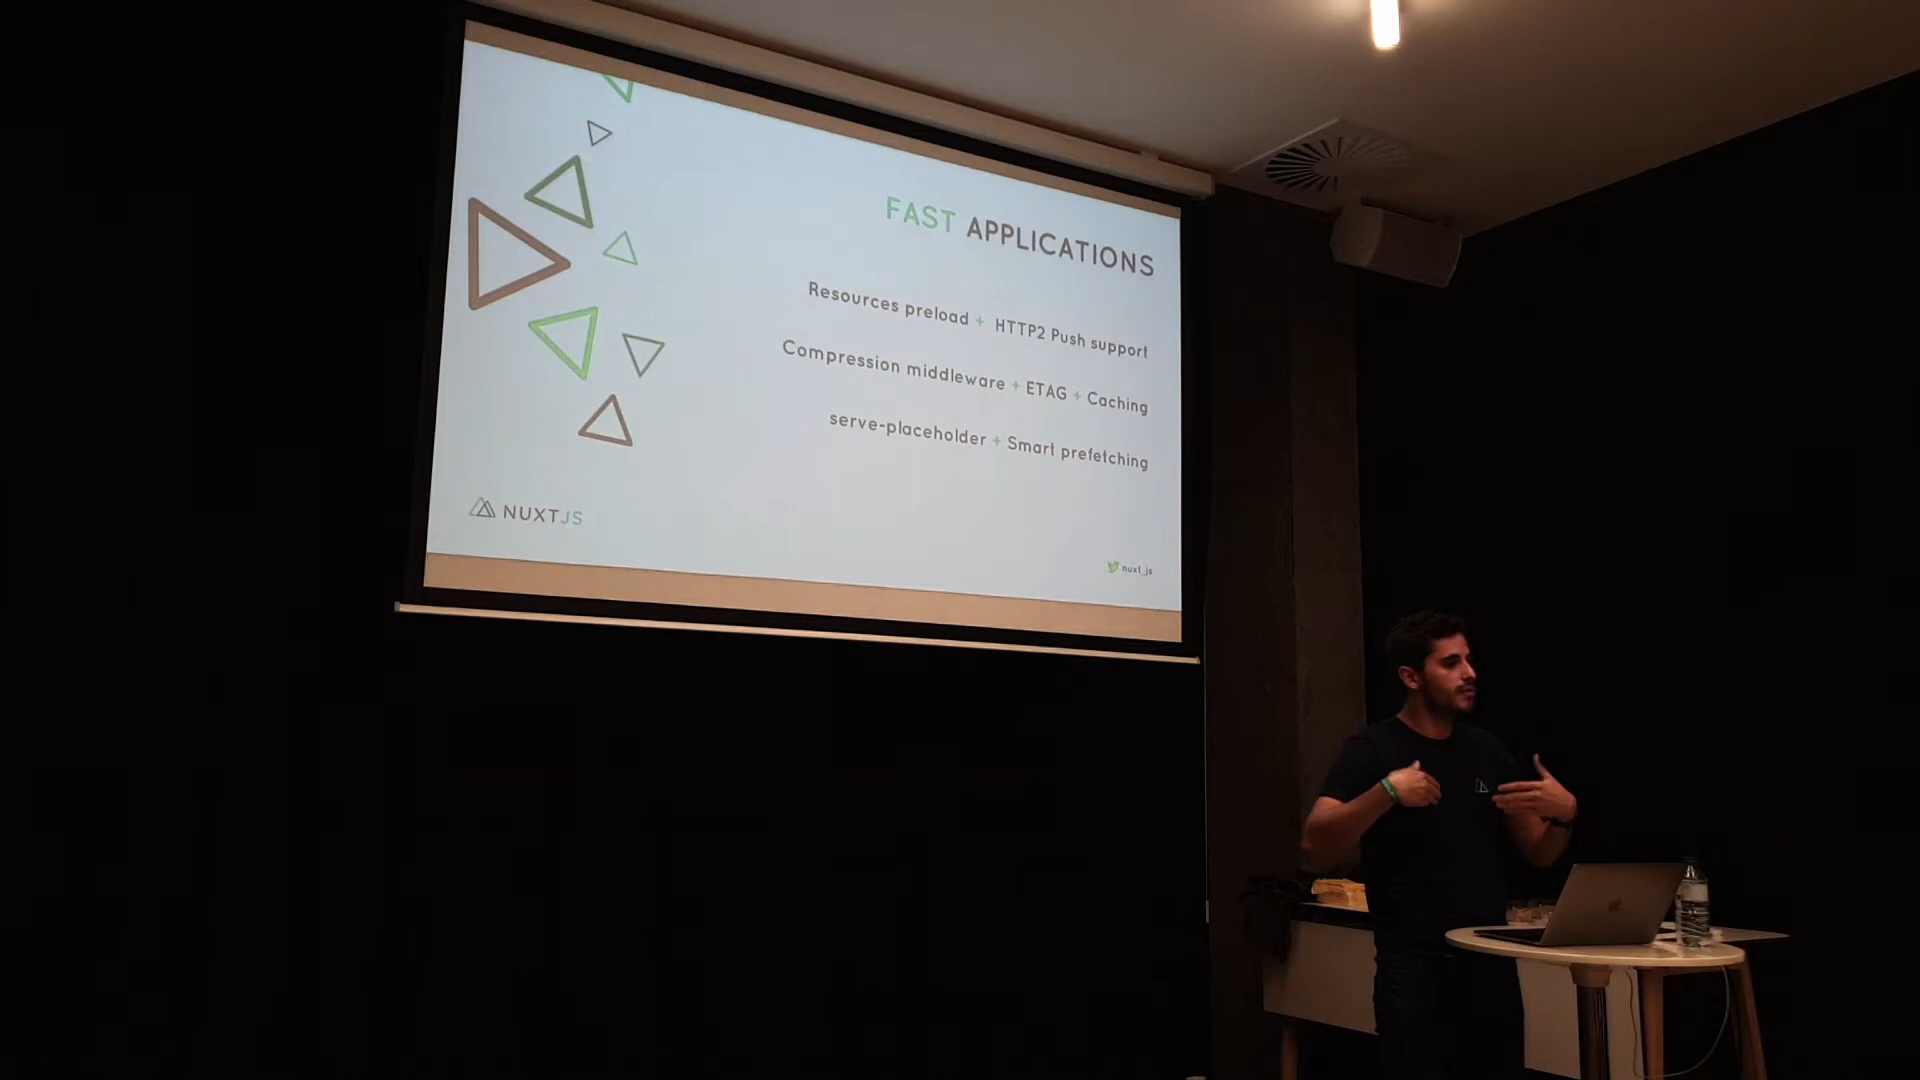 FAST APPLICATIONS
Resources preload + HTTP2 Push support
Compression middleware + ETAG + Caching
serve-placeholder + Smart prefetching
NUXTJS
nuxt_js